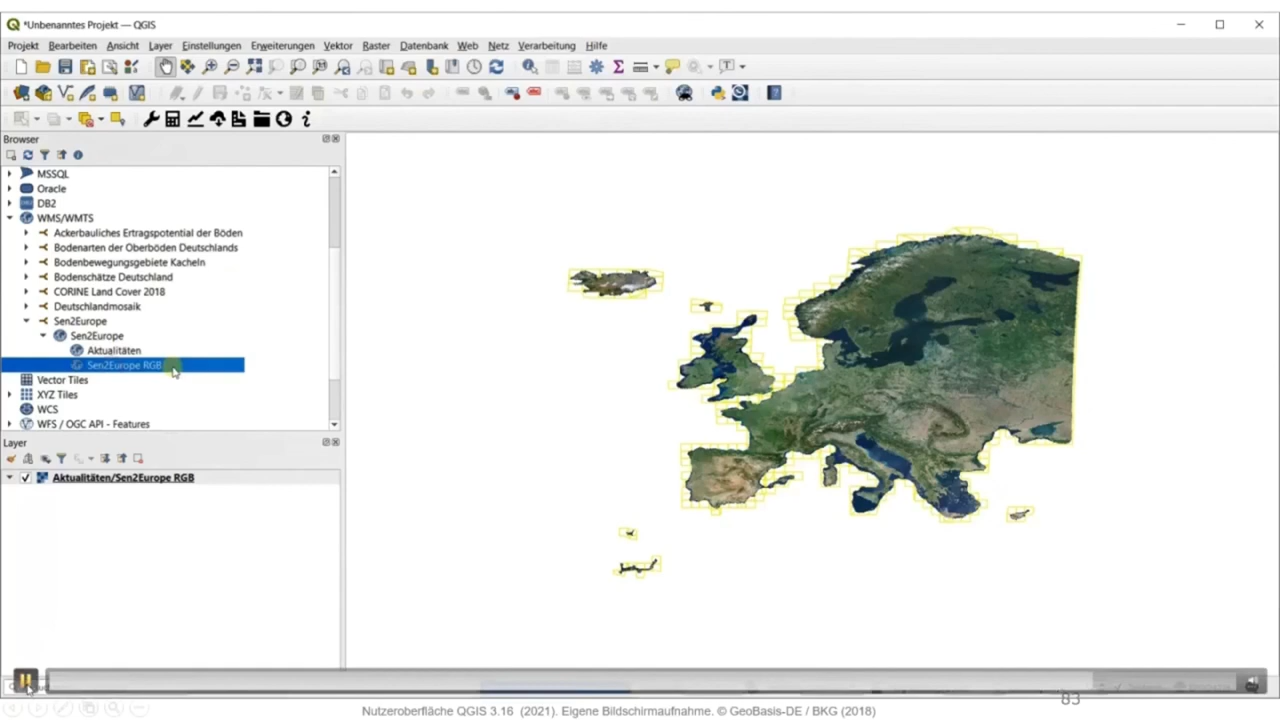 *Unbenanntes Projekt — QGIS
Projekt Bearbeiten Ansicht Layer Einstellungen Erweiterungen Vektor Raster Datenbank Web Netz Verarbeitung Hilfe
Browser
MSSQL
Oracle
DB2
WMS/WMTS
Ackerbauliches Ertragspotential der Böden
Bodenarten der Oberböden Deutschlands
Bodenbewegungsgebiete Kacheln
Bodenschätze Deutschland
CORINE Land Cover 2018
Deutschlandmosaik
Sen2Europe
Sen2Europe
Aktualitäten
Sen2Europe RGB
Vector Tiles
XYZ Tiles
WCS
WFS / OGC API - Features
Layer
Aktualitäten/Sen2Europe RGB
83
Nutzeroberfläche QGIS 3.16 (2021). Eigene Bildschirmaufnahme. © GeoBasis-DE / BKG (2018)